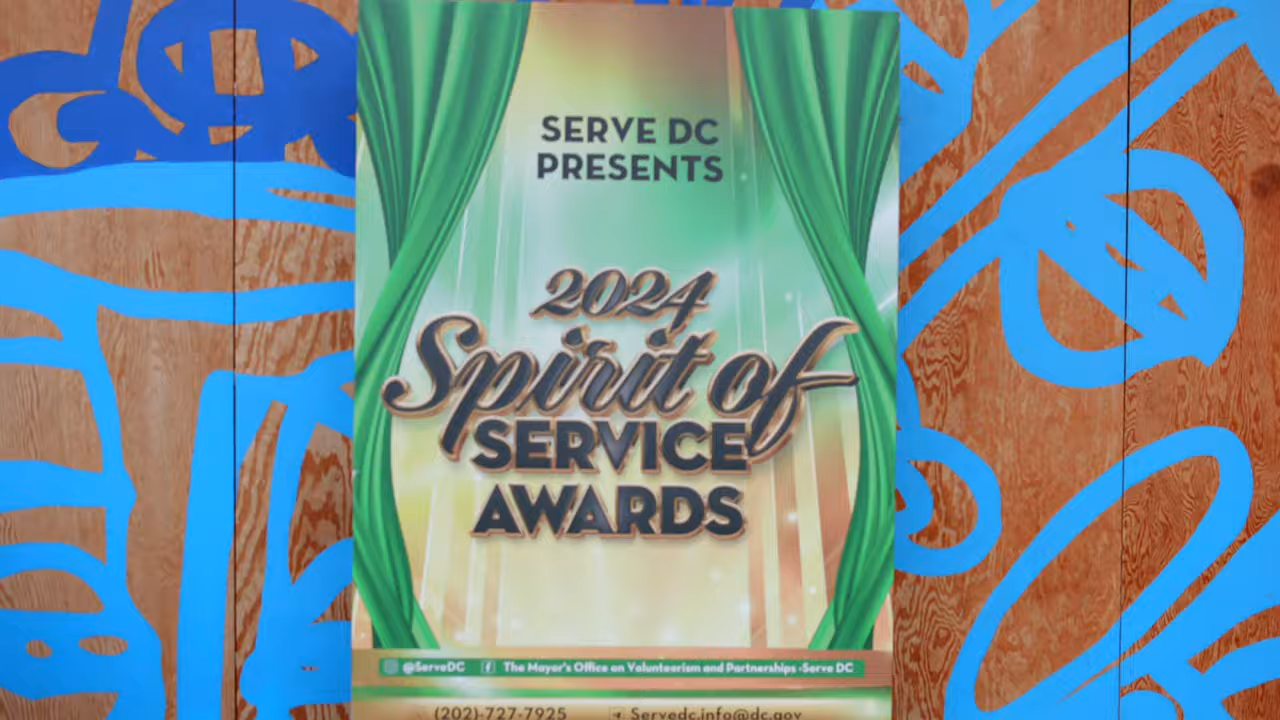 SERVE DC
PRESENTS
2024
Spirit of
SERVICE
AWARDS
@ServeDC The Mayor's Office on Volunteerism and Partnerships -Serve DC
(202)-727-7925 Servedc.info@dc.gov